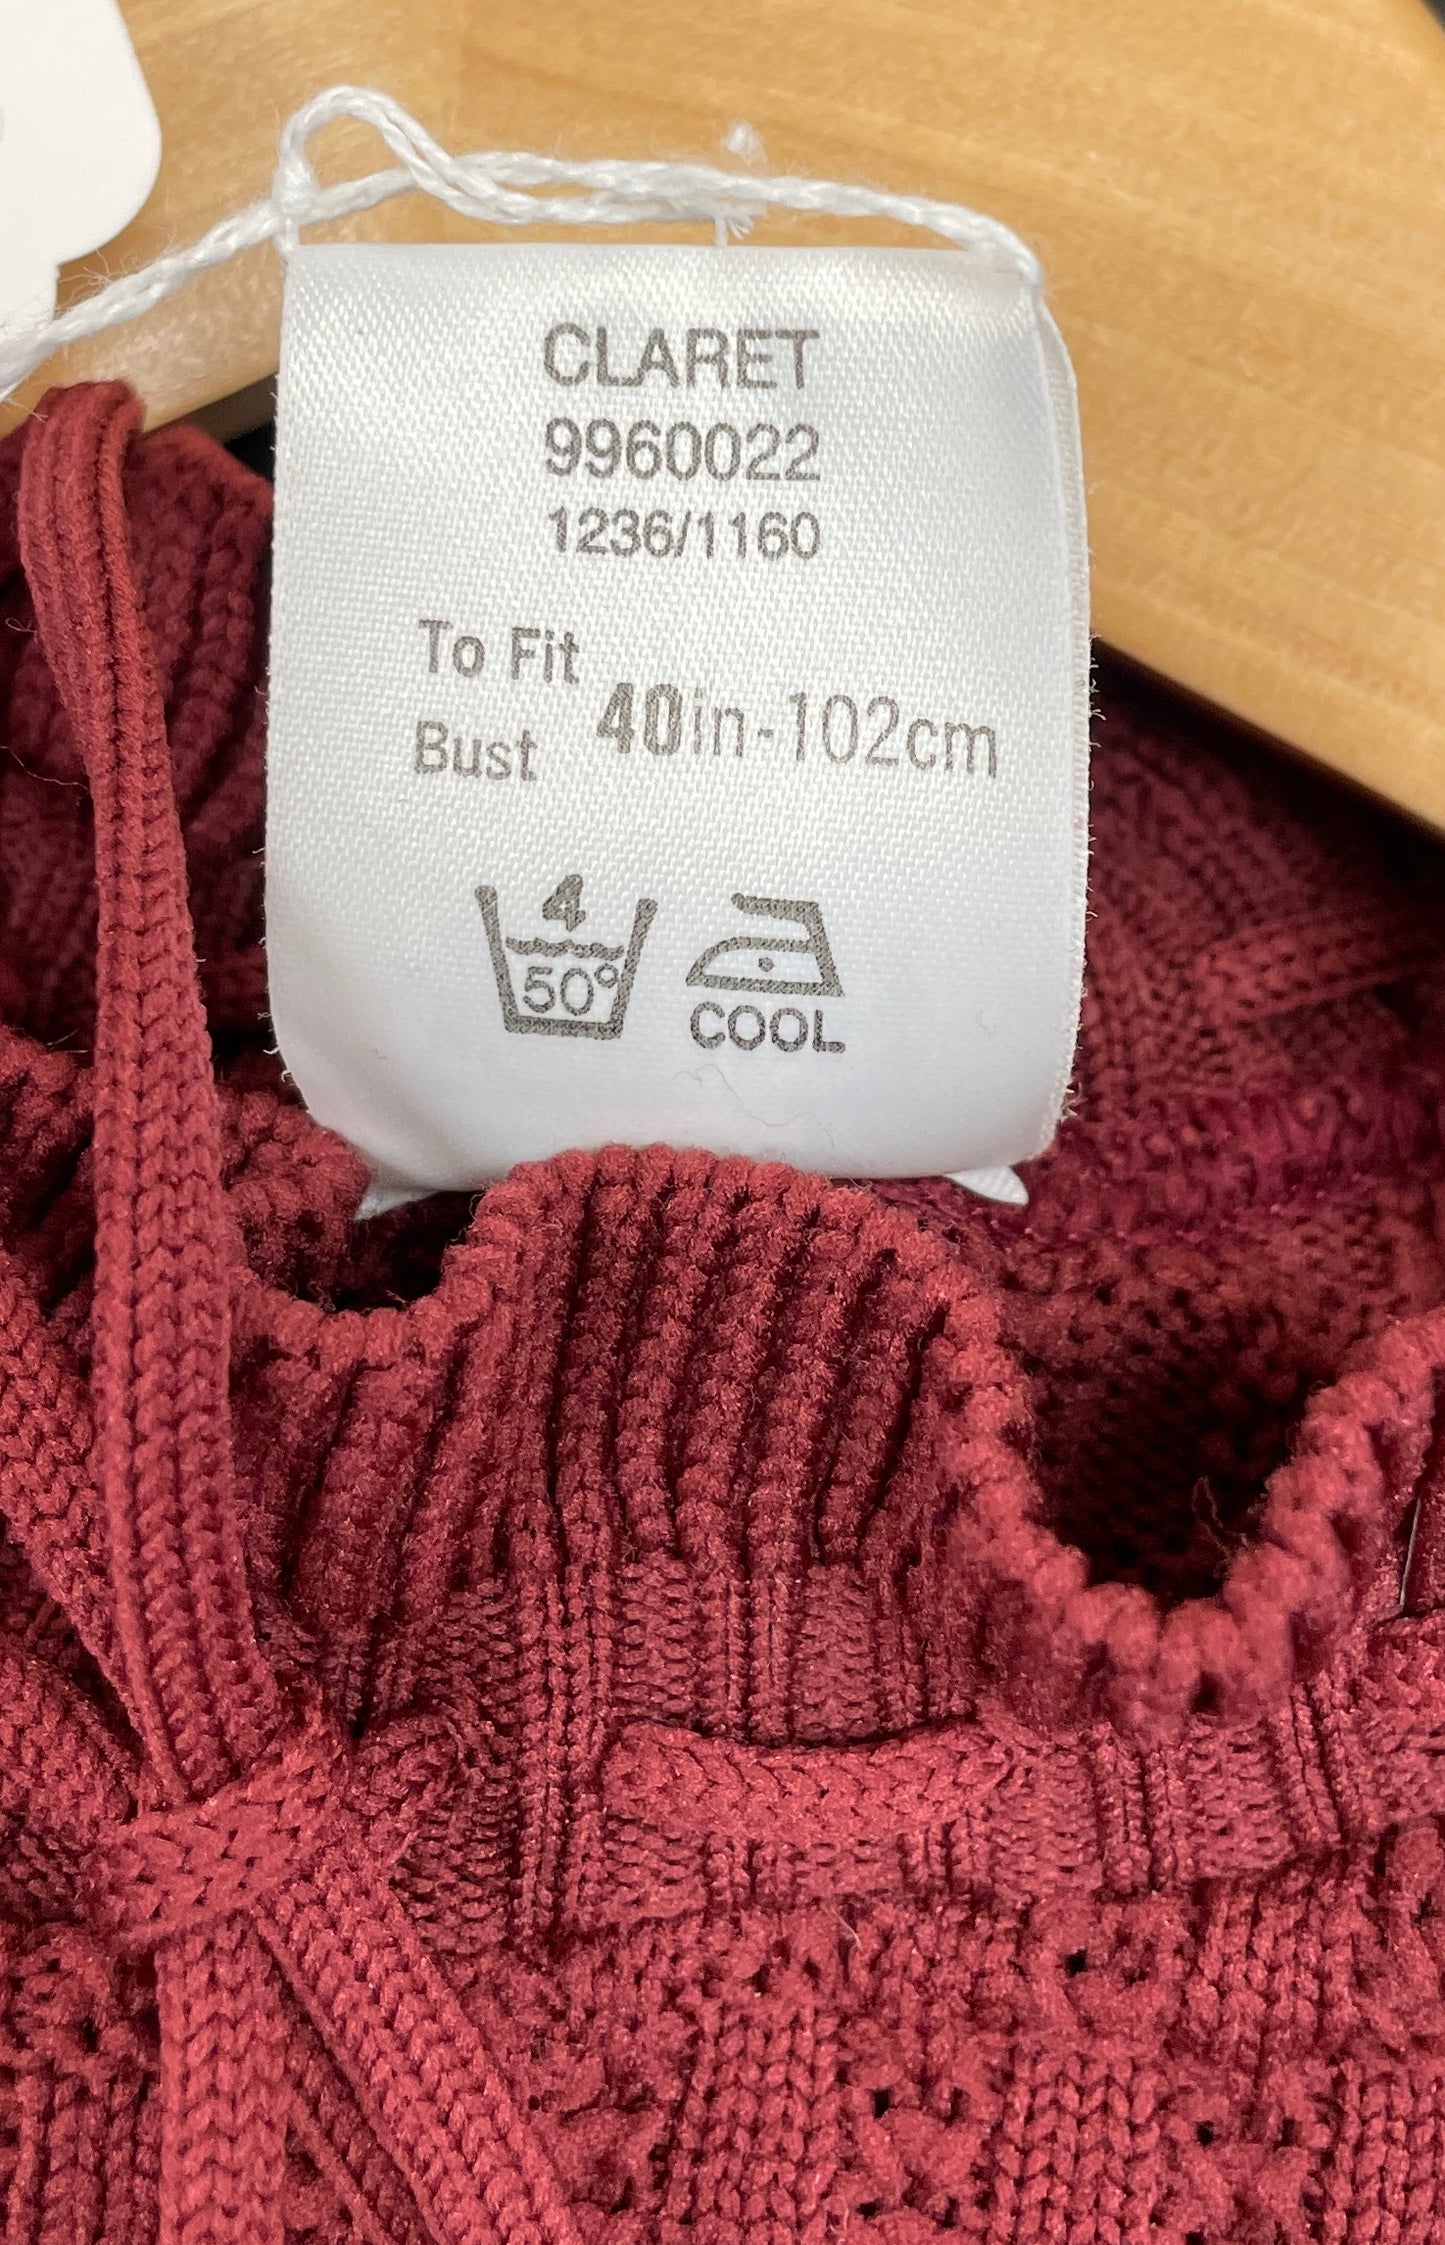 CLARET
9960022
1236/1160
To Fit
Bust 40in-102cm
4
50°
COOL